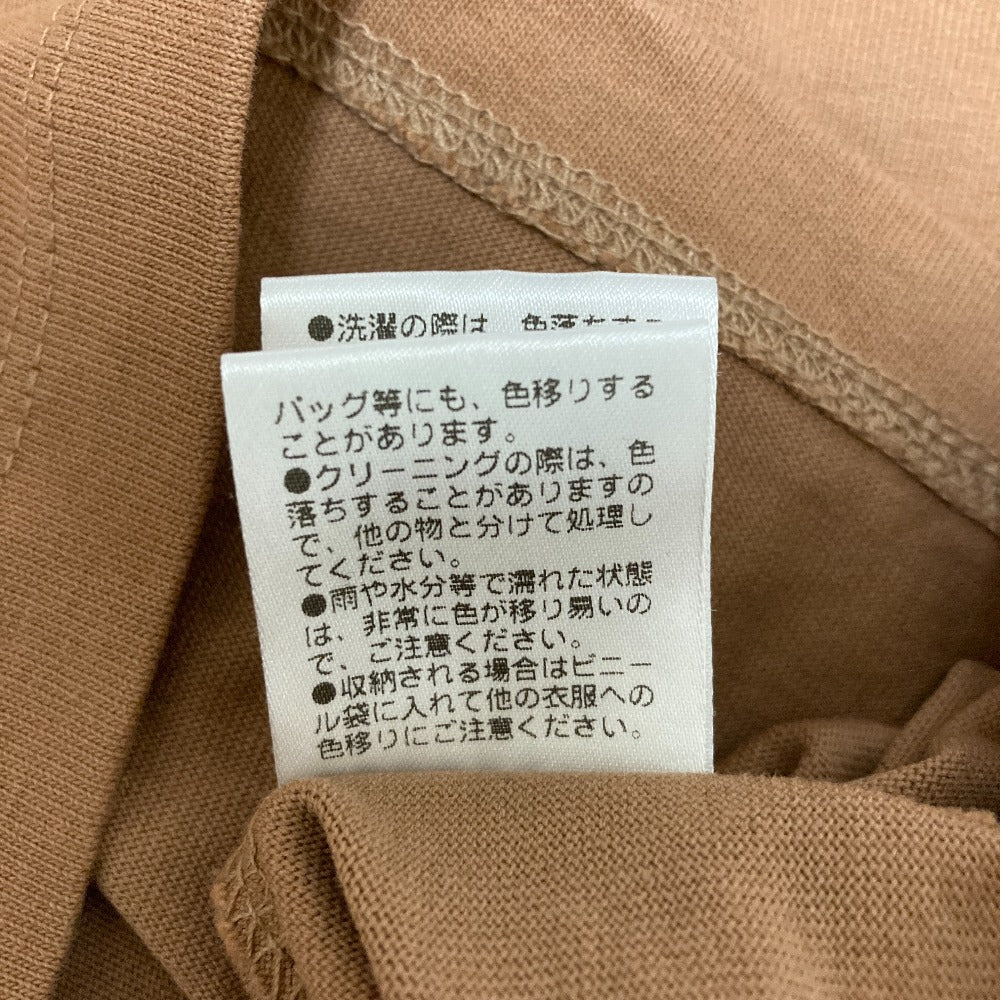 ●洗濯の際は、色落ちする
バッグ等にも、色移りする
ことがあります。
●クリーニングの際は、色
落ちすることがありますの
で、他の物と分けて処理し
てください。
●雨や水分等で濡れた状態
は、非常に色が移り易いの
で、ご注意ください。
●収納される場合はビニー
ル袋に入れて他の衣服への
色移りにご注意ください。